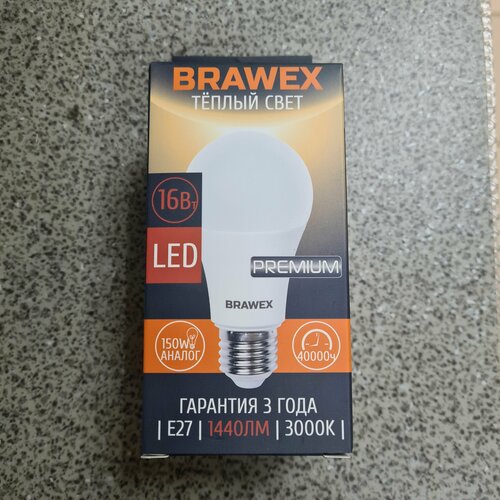 BRAWEX
ТЁПЛЫЙ СВЕТ
16Вт
LED
PREMIUM
BRAWEX
150W
АНАЛОГ
40000ч
ГАРАНТИЯ 3 ГОДА
| E27 | 1440ЛМ | 3000K |